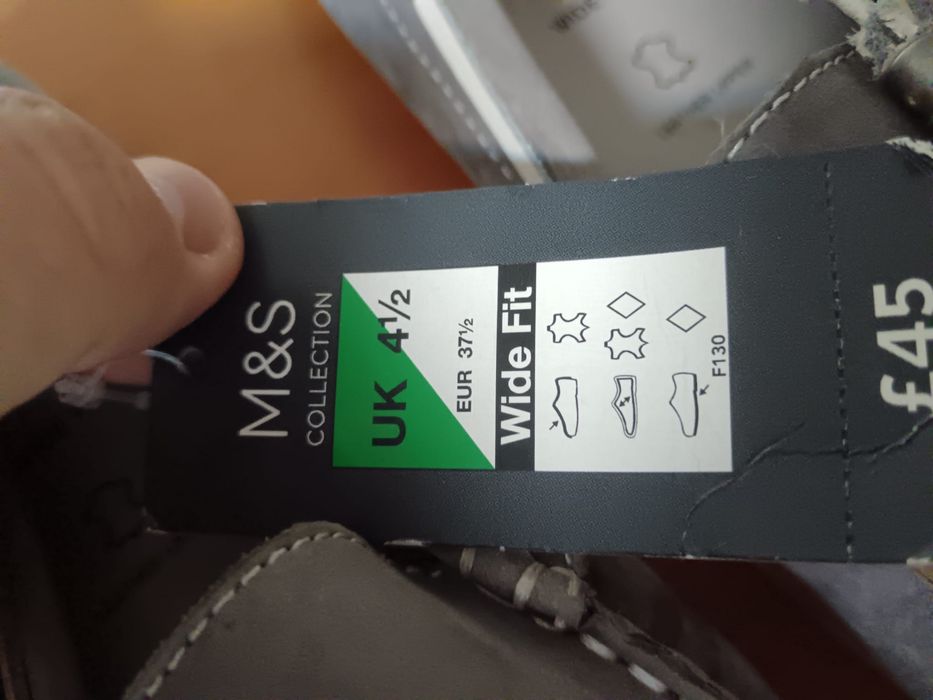 M&S
COLLECTION
UK 4½
EUR 37½
Wide Fit
F130
£45